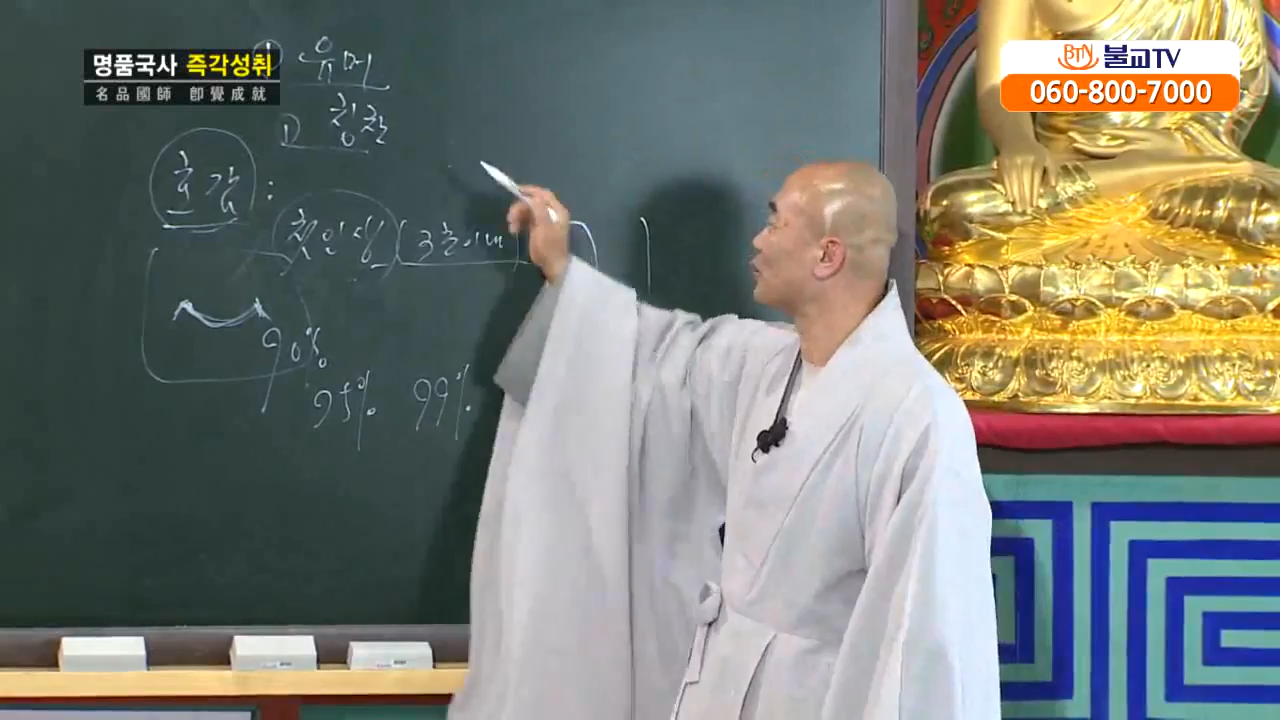 명품국사 즉각성취
名品國師 卽覺成就
BTN 불교TV
060-800-7000
유머
1) 칭찬
호감 :
첫인상 (3초이내
90%
95% 99%